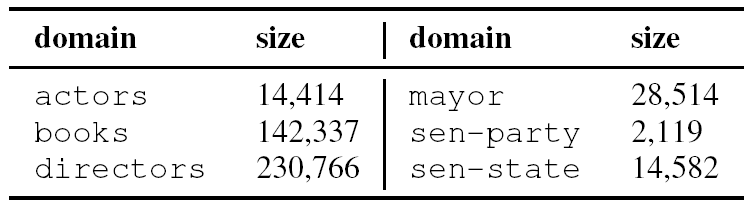 domain size domain size
actors 14,414 mayor 28,514
books 142,337 sen-party 2,119
directors 230,766 sen-state 14,582